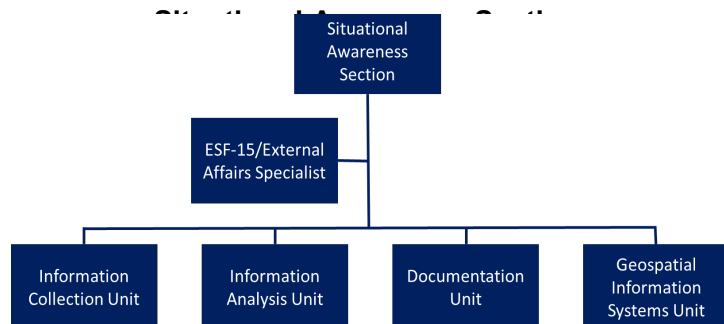 Situational
Awareness
Section
ESF-15/External
Affairs Specialist
Information
Collection Unit
Information
Analysis Unit
Documentation
Unit
Geospatial
Information
Systems Unit